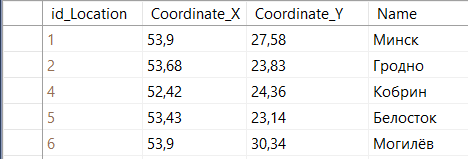 id_Location Coordinate_X Coordinate_Y Name
1 53,9 27,58 Минск
2 53,68 23,83 Гродно
4 52,42 24,36 Кобрин
5 53,43 23,14 Белосток
6 53,9 30,34 Могилёв